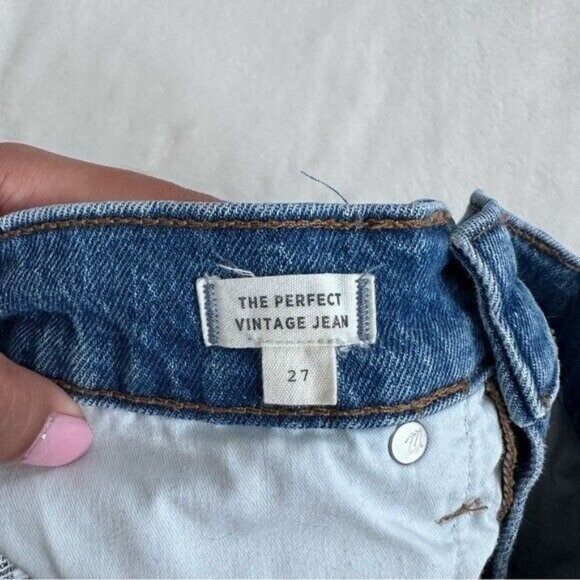 THE PERFECT
VINTAGE JEAN
27